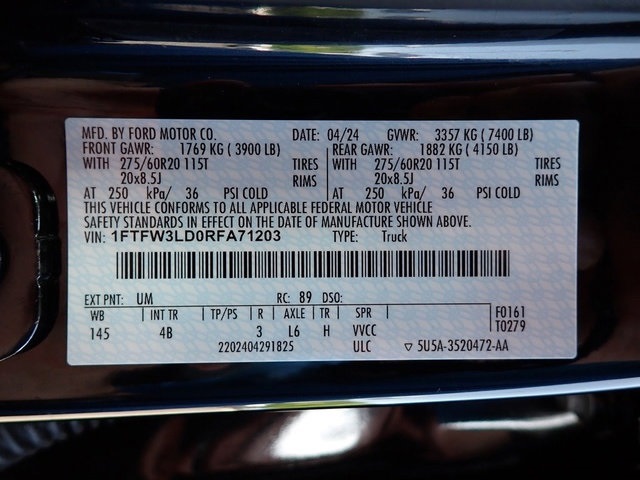 MFD. BY FORD MOTOR CO. DATE: 04/24 GVWR: 3357 KG ( 7400 LB)
FRONT GAWR: 1769 KG ( 3900 LB) REAR GAWR: 1882 KG ( 4150 LB)
WITH 275/60R20 115T TIRES WITH 275/60R20 115T TIRES
20x8.5J RIMS 20x8.5J RIMS
AT 250 kPa/ 36 PSI COLD AT 250 kPa/ 36 PSI COLD
THIS VEHICLE CONFORMS TO ALL APPLICABLE FEDERAL MOTOR VEHICLE
SAFETY STANDARDS IN EFFECT ON THE DATE OF MANUFACTURE SHOWN ABOVE.
VIN: 1FTFW3LD0RFA71203 TYPE: Truck
EXT PNT: UM RC: 89 DSO:
WB INT TR TP/PS R AXLE TR SPR F0161
145 4B 3 L6 H VVCC T0279
2202404291825 ULC ▽ 5U5A-3520472-AA